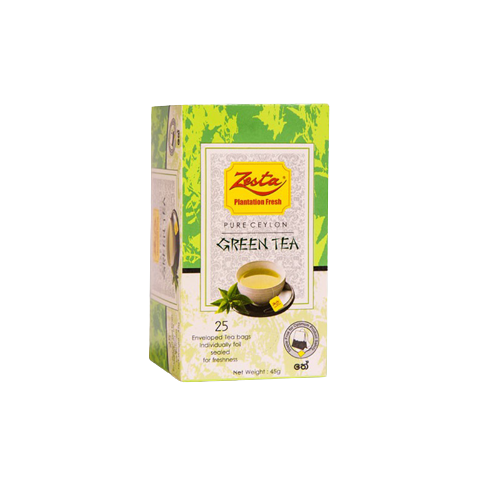 Zesta
Plantation Fresh
PURE CEYLON
GREEN TEA
25
Enveloped Tea bags
individually foil
sealed
for freshness
Net Weight : 45g
තේ